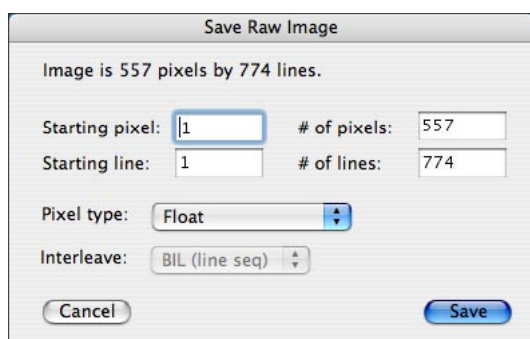 Save Raw Image
Image is 557 pixels by 774 lines.
Starting pixel: 1 # of pixels: 557
Starting line: 1 # of lines: 774
Pixel type: Float
Interleave: BIL (line seq)
Cancel Save